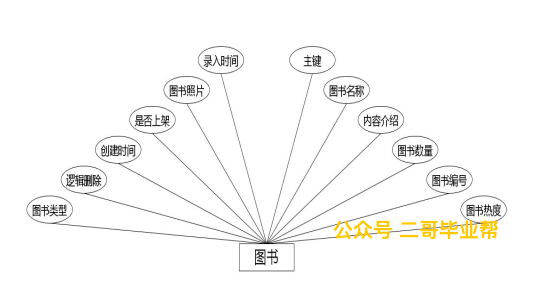 录入时间
主键
图书照片
图书名称
是否上架
内容介绍
创建时间
图书数量
逻辑删除
图书编号
图书类型
图书热度
公众号 二哥毕业帮
图书